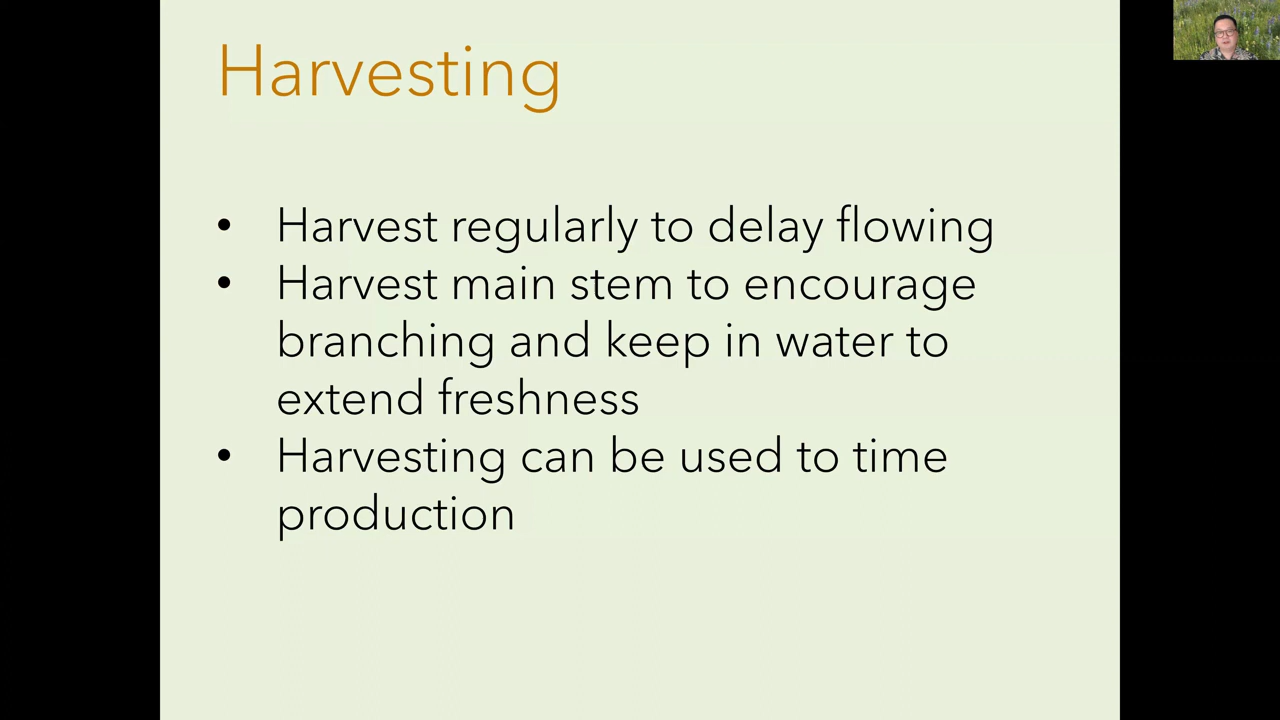 Harvesting
• Harvest regularly to delay flowing
• Harvest main stem to encourage
branching and keep in water to
extend freshness
• Harvesting can be used to time
production